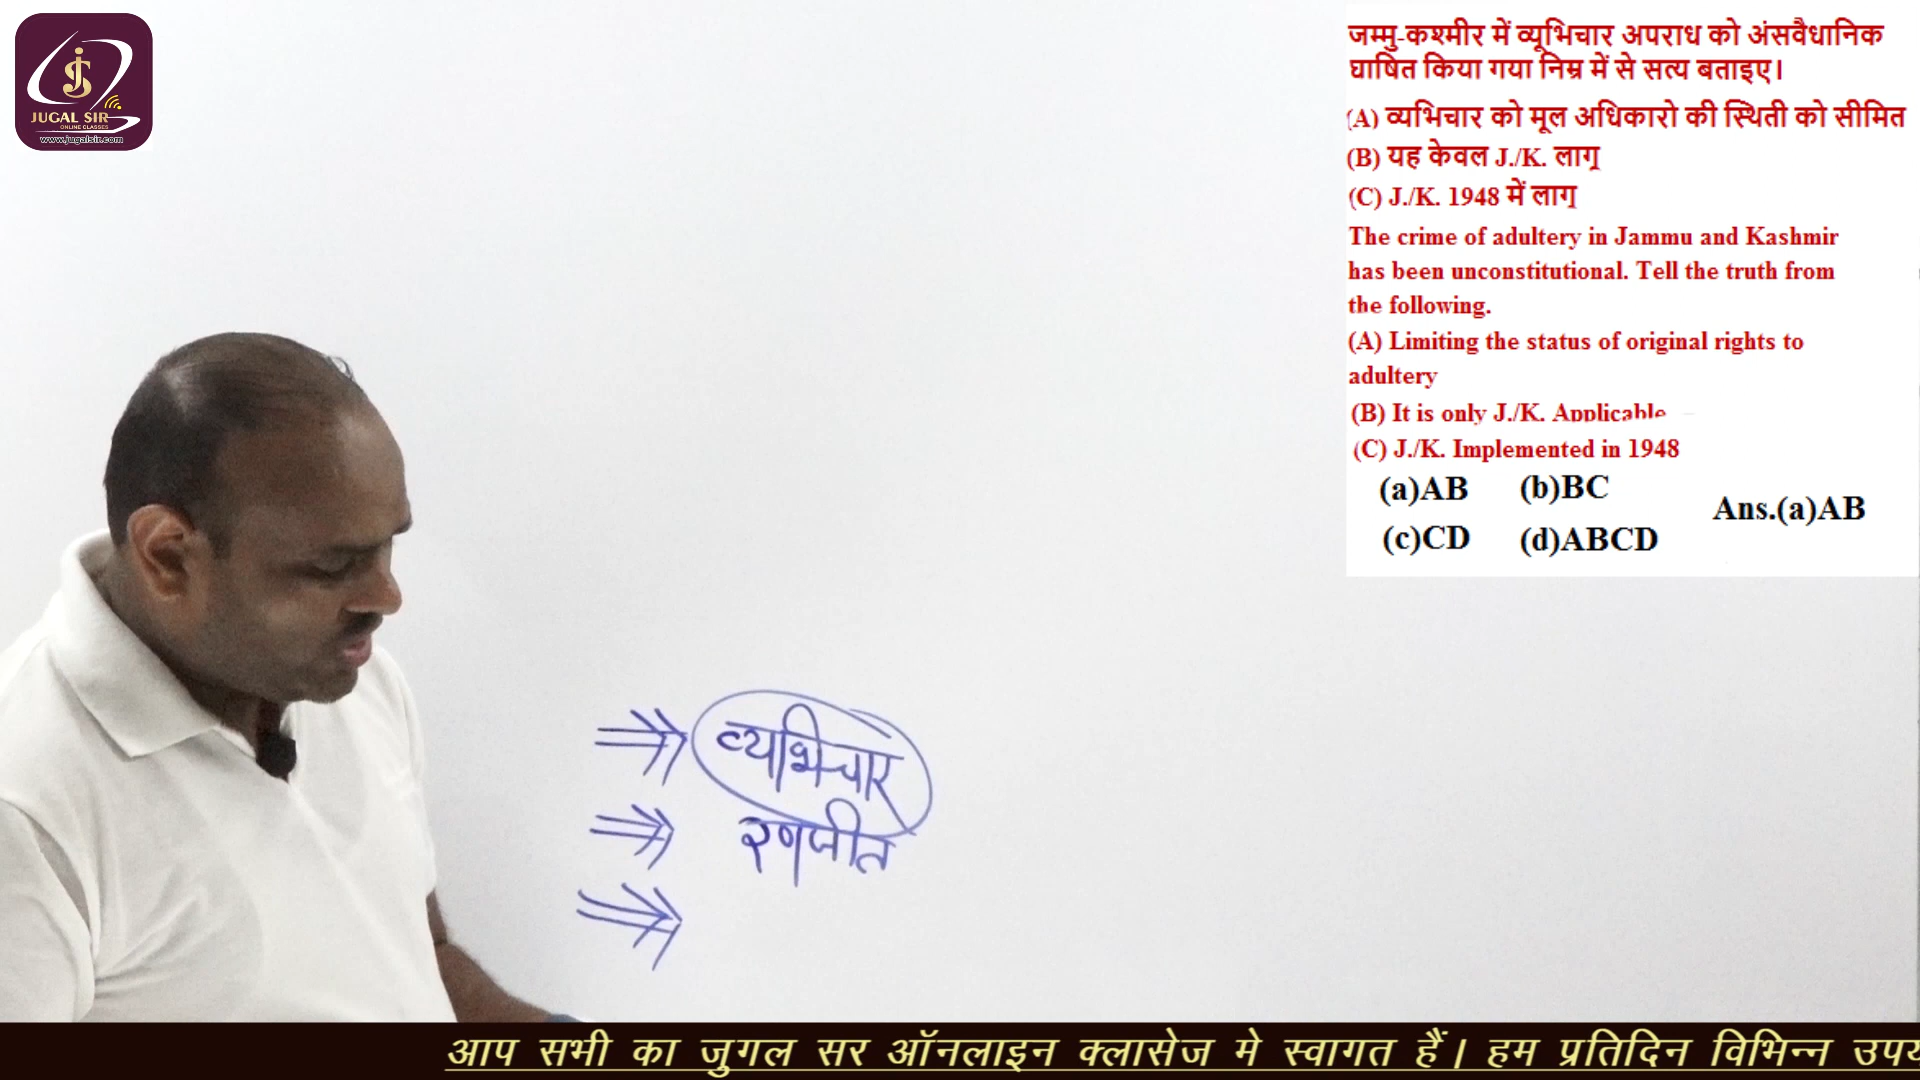 JS
JUGAL SIR
ONLINE CLASSES
www.jugalsir.com
जम्मु-कश्मीर में व्यूभिचार अपराध को अंसवैधानिक
घाषित किया गया निम्न में से सत्य बताइए।
(A) व्यभिचार को मूल अधिकारो की स्थिती को सीमित
(B) यह केवल J./K. लागू
(C) J./K. 1948 में लागू
The crime of adultery in Jammu and Kashmir
has been unconstitutional. Tell the truth from
the following.
(A) Limiting the status of original rights to
adultery
(B) It is only J./K. Applicable
(C) J./K. Implemented in 1948
(a)AB (b)BC
Ans.(a)AB
(c)CD (d)ABCD
व्यभिचार
रणजीत
आप सभी का जुगल सर ऑनलाइन क्लासेज मे स्वागत हैं। हम प्रतिदिन विभिन्न